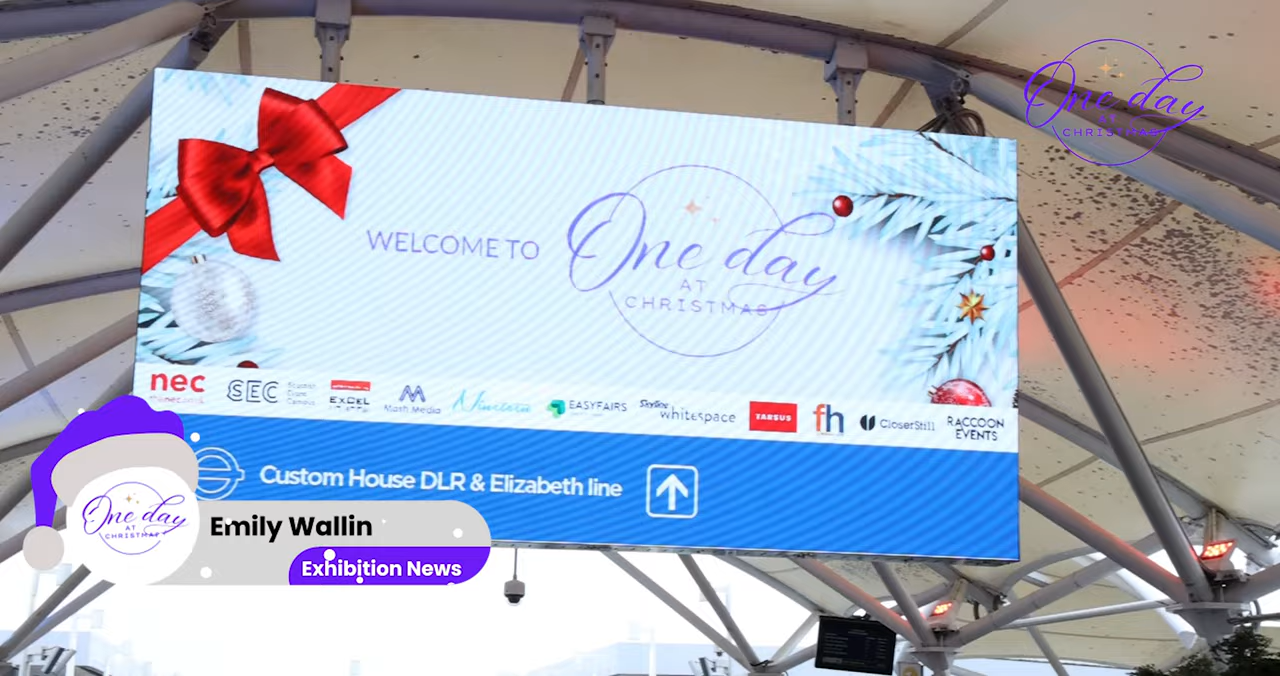 One day
AT
CHRISTMAS
WELCOME TO
One day
AT
CHRISTMAS
nec
SEC
EXCEL
Mash Media
Nineteen
EASYFAIRS
whitespace
TARSUS
fh
CloserStill
RACCOON
EVENTS
Custom House DLR & Elizabeth line
One day
AT
CHRISTMAS
Emily Wallin
Exhibition News